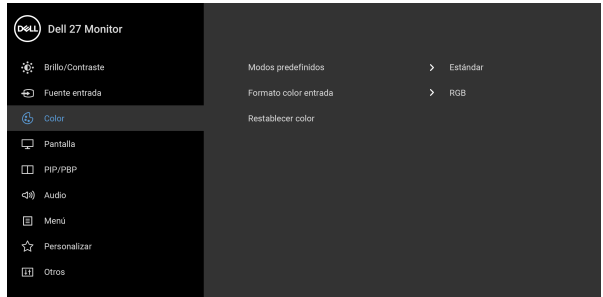 DELL Dell 27 Monitor
Brillo/Contraste
Modos predefinidos Estándar
Fuente entrada
Formato color entrada RGB
Color
Restablecer color
Pantalla
PIP/PBP
Audio
Menú
Personalizar
Otros